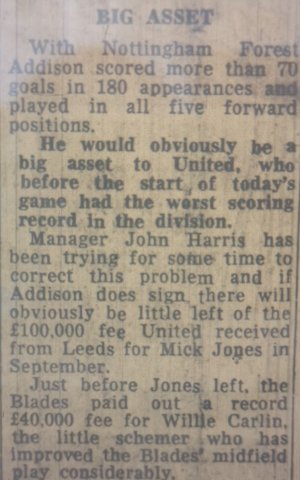 BIG ASSET
With Nottingham Forest
Addison scored more than 70
goals in 180 appearances and
played in all five forward
positions.
He would obviously be a
big asset to United, who
before the start of today's
game had the worst scoring
record in the division.
Manager John Harris has
been trying for some time to
correct this problem and if
Addison does sign there will
obviously be little left of the
£100,000 fee United received
from Leeds for Mick Jones in
September.
Just before Jones left, the
Blades paid out a record
£40,000 fee for Willie Carlin,
the little schemer who has
improved the Blades' midfield
play considerably.